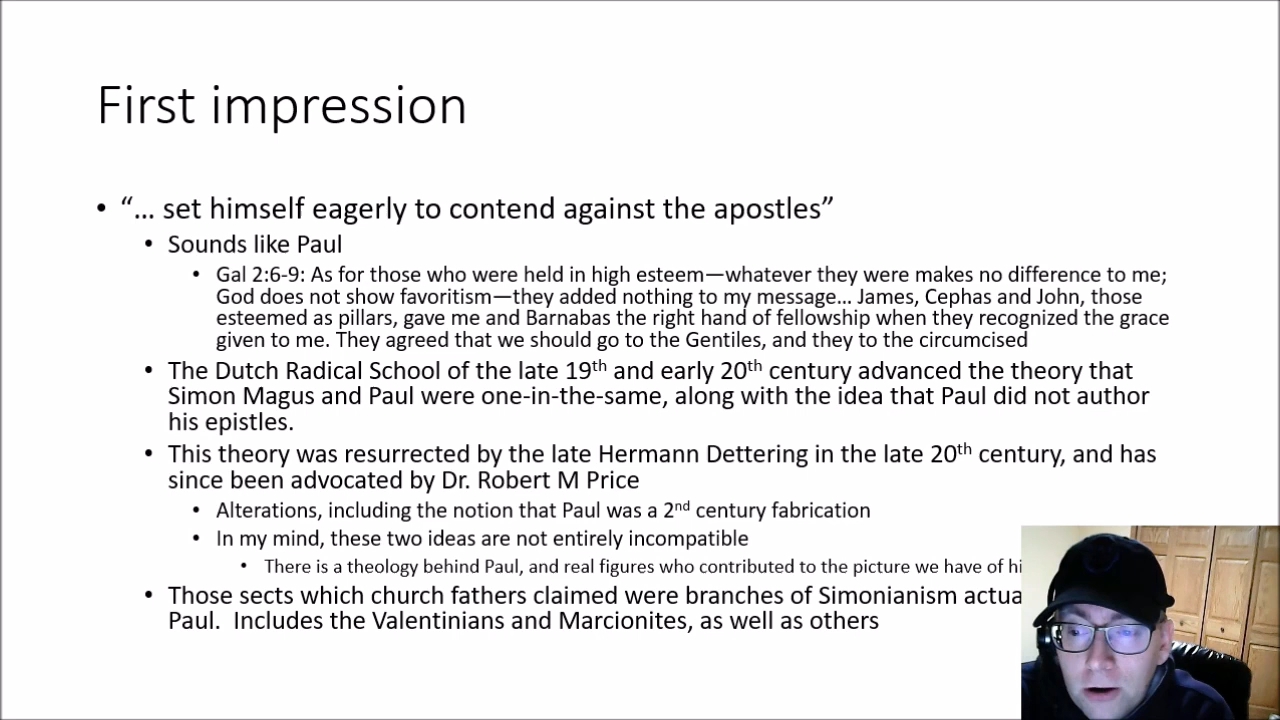 First impression
• “… set himself eagerly to contend against the apostles”
• Sounds like Paul
• Gal 2:6-9: As for those who were held in high esteem—whatever they were makes no difference to me;
God does not show favoritism—they added nothing to my message… James, Cephas and John, those
esteemed as pillars, gave me and Barnabas the right hand of fellowship when they recognized the grace
given to me. They agreed that we should go to the Gentiles, and they to the circumcised
• The Dutch Radical School of the late 19th and early 20th century advanced the theory that
Simon Magus and Paul were one-in-the-same, along with the idea that Paul did not author
his epistles.
• This theory was resurrected by the late Hermann Dettering in the late 20th century, and has
since been advocated by Dr. Robert M Price
• Alterations, including the notion that Paul was a 2nd century fabrication
• In my mind, these two ideas are not entirely incompatible
• There is a theology behind Paul, and real figures who contributed to the picture we have of
• Those sects which church fathers claimed were branches of Simonianism
Paul.  Includes the Valentinians and Marcionites, as well as others